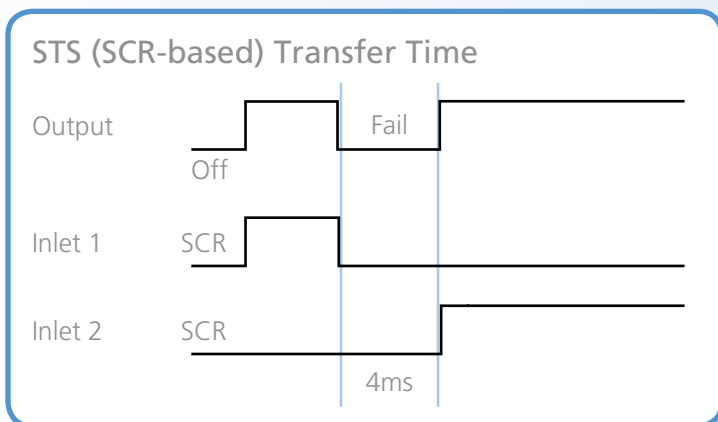 STS (SCR-based) Transfer Time
Output
Fail
Off
Inlet 1 SCR
Inlet 2 SCR
4ms